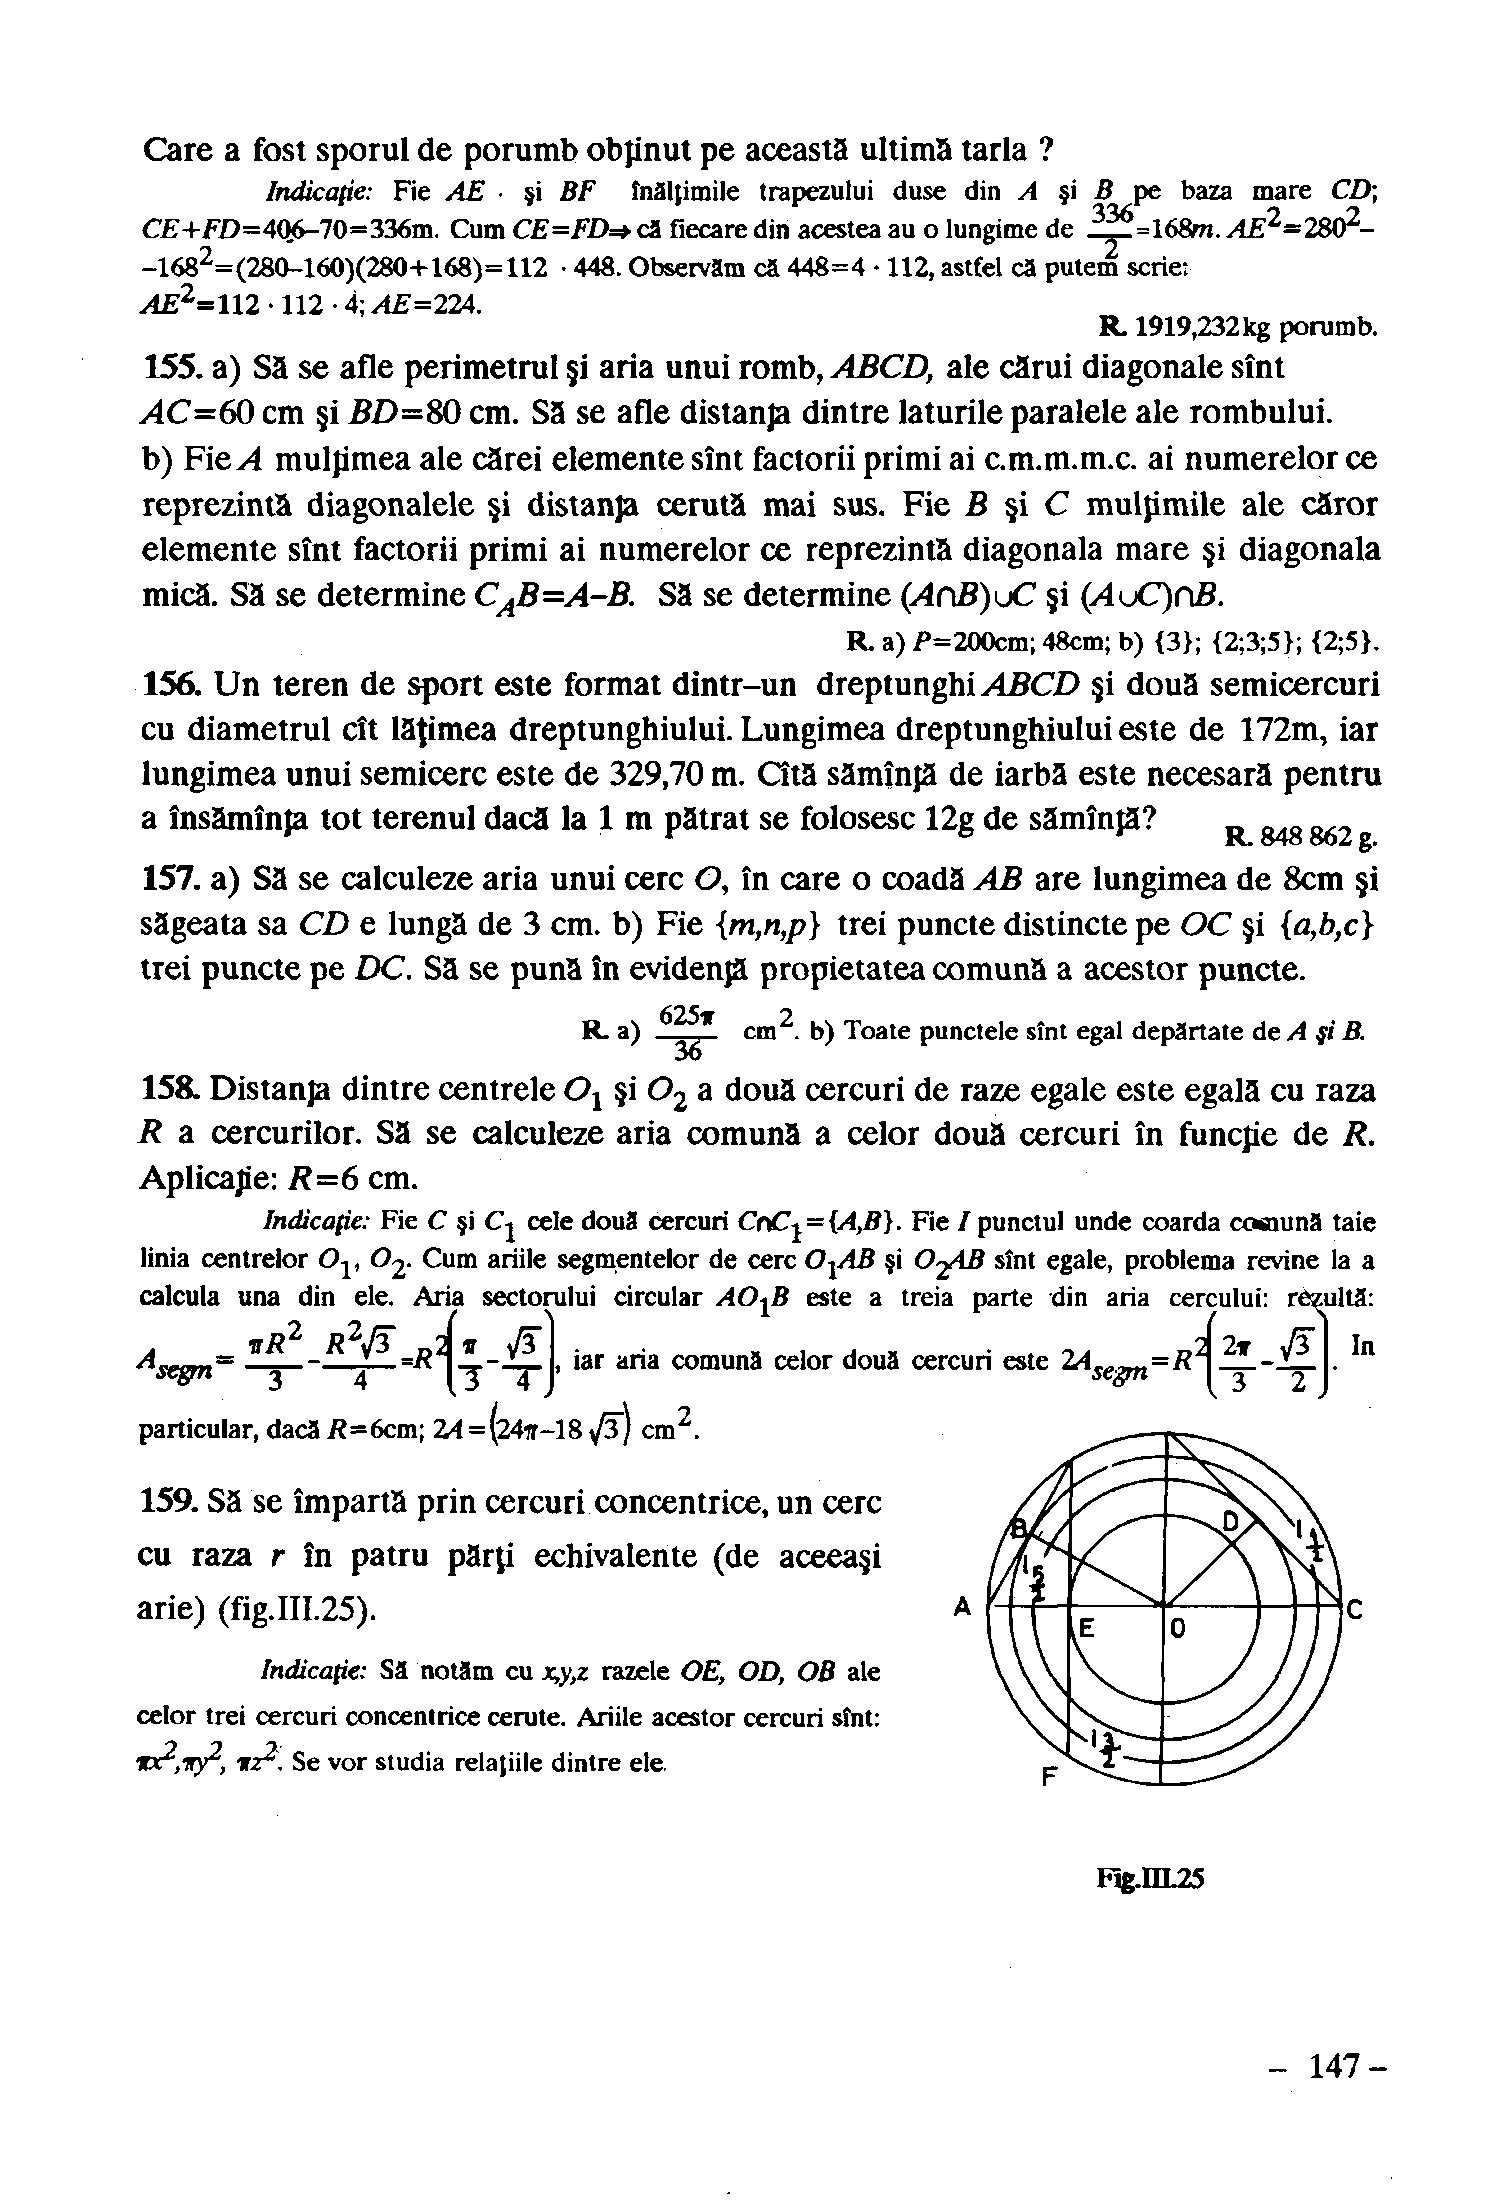 Care a fost sporul de porumb obţinut pe această ultimă tarla ?
Indicaţie: Fie AE · şi BF înălţimile trapezului duse din A şi B pe baza mare CD;
CE+FD=406–70=336m. Cum CE=FD⇒ că fiecare din acestea au o lungime de 336/2=168m. AE²=280²–
–168²=(280–160)(280+168)=112 · 448. Observăm că 448=4 · 112, astfel că putem scrie:
AE²=112 · 112 · 4; AE=224.
R. 1919,232kg porumb.
155. a) Să se afle perimetrul şi aria unui romb, ABCD, ale cărui diagonale sînt
AC=60 cm şi BD=80 cm. Să se afle distanţa dintre laturile paralele ale rombului.
b) Fie A mulţimea ale cărei elemente sînt factorii primi ai c.m.m.m.c. ai numerelor ce
reprezintă diagonalele şi distanţa cerută mai sus. Fie B şi C mulţimile ale căror
elemente sînt factorii primi ai numerelor ce reprezintă diagonala mare şi diagonala
mică. Să se determine C_AB=A–B. Să se determine (A∩B)∪C şi (A∪C)∩B.
R. a) P=200cm; 48cm; b) {3}; {2;3;5}; {2;5}.
156. Un teren de sport este format dintr–un dreptunghi ABCD şi două semicercuri
cu diametrul cît lăţimea dreptunghiului. Lungimea dreptunghiului este de 172m, iar
lungimea unui semicerc este de 329,70 m. Cîtă sămînţă de iarbă este necesară pentru
a însămînţa tot terenul dacă la 1 m pătrat se folosesc 12g de sămînţă?
R. 848 862 g.
157. a) Să se calculeze aria unui cerc O, în care o coadă AB are lungimea de 8cm şi
săgeata sa CD e lungă de 3 cm. b) Fie {m,n,p} trei puncte distincte pe OC şi {a,b,c}
trei puncte pe DC. Să se pună în evidenţă propietatea comună a acestor puncte.
R. a) 625π/36 cm². b) Toate punctele sînt egal depărtate de A şi B.
158. Distanţa dintre centrele O₁ şi O₂ a două cercuri de raze egale este egală cu raza
R a cercurilor. Să se calculeze aria comună a celor două cercuri în funcţie de R.
Aplicaţie: R=6 cm.
Indicaţie: Fie C şi C₁ cele două cercuri C∩C₁={A,B}. Fie I punctul unde coarda comună taie
linia centrelor O₁, O₂. Cum ariile segmentelor de cerc O₁AB şi O₂AB sînt egale, problema revine la a
calcula una din ele. Aria sectorului circular AO₁B este a treia parte din aria cercului: rezultă:
A_segm= πR²/3 - R²√3/4 =R²(π/3 - √3/4), iar aria comună celor două cercuri este 2A_segm=R²(2π/3 - √3/2). In
particular, dacă R=6cm; 2A=(24π–18 √3) cm².
159. Să se împartă prin cercuri concentrice, un cerc
cu raza r în patru părţi echivalente (de aceeaşi
arie) (fig.III.25).
Indicaţie: Să notăm cu x,y,z razele OE, OD, OB ale
celor trei cercuri concentrice cerute. Ariile acestor cercuri sînt:
πx²,πy², πz². Se vor studia relaţiile dintre ele.
B
D
A
E
O
C
F
Fig.III.25
– 147 –